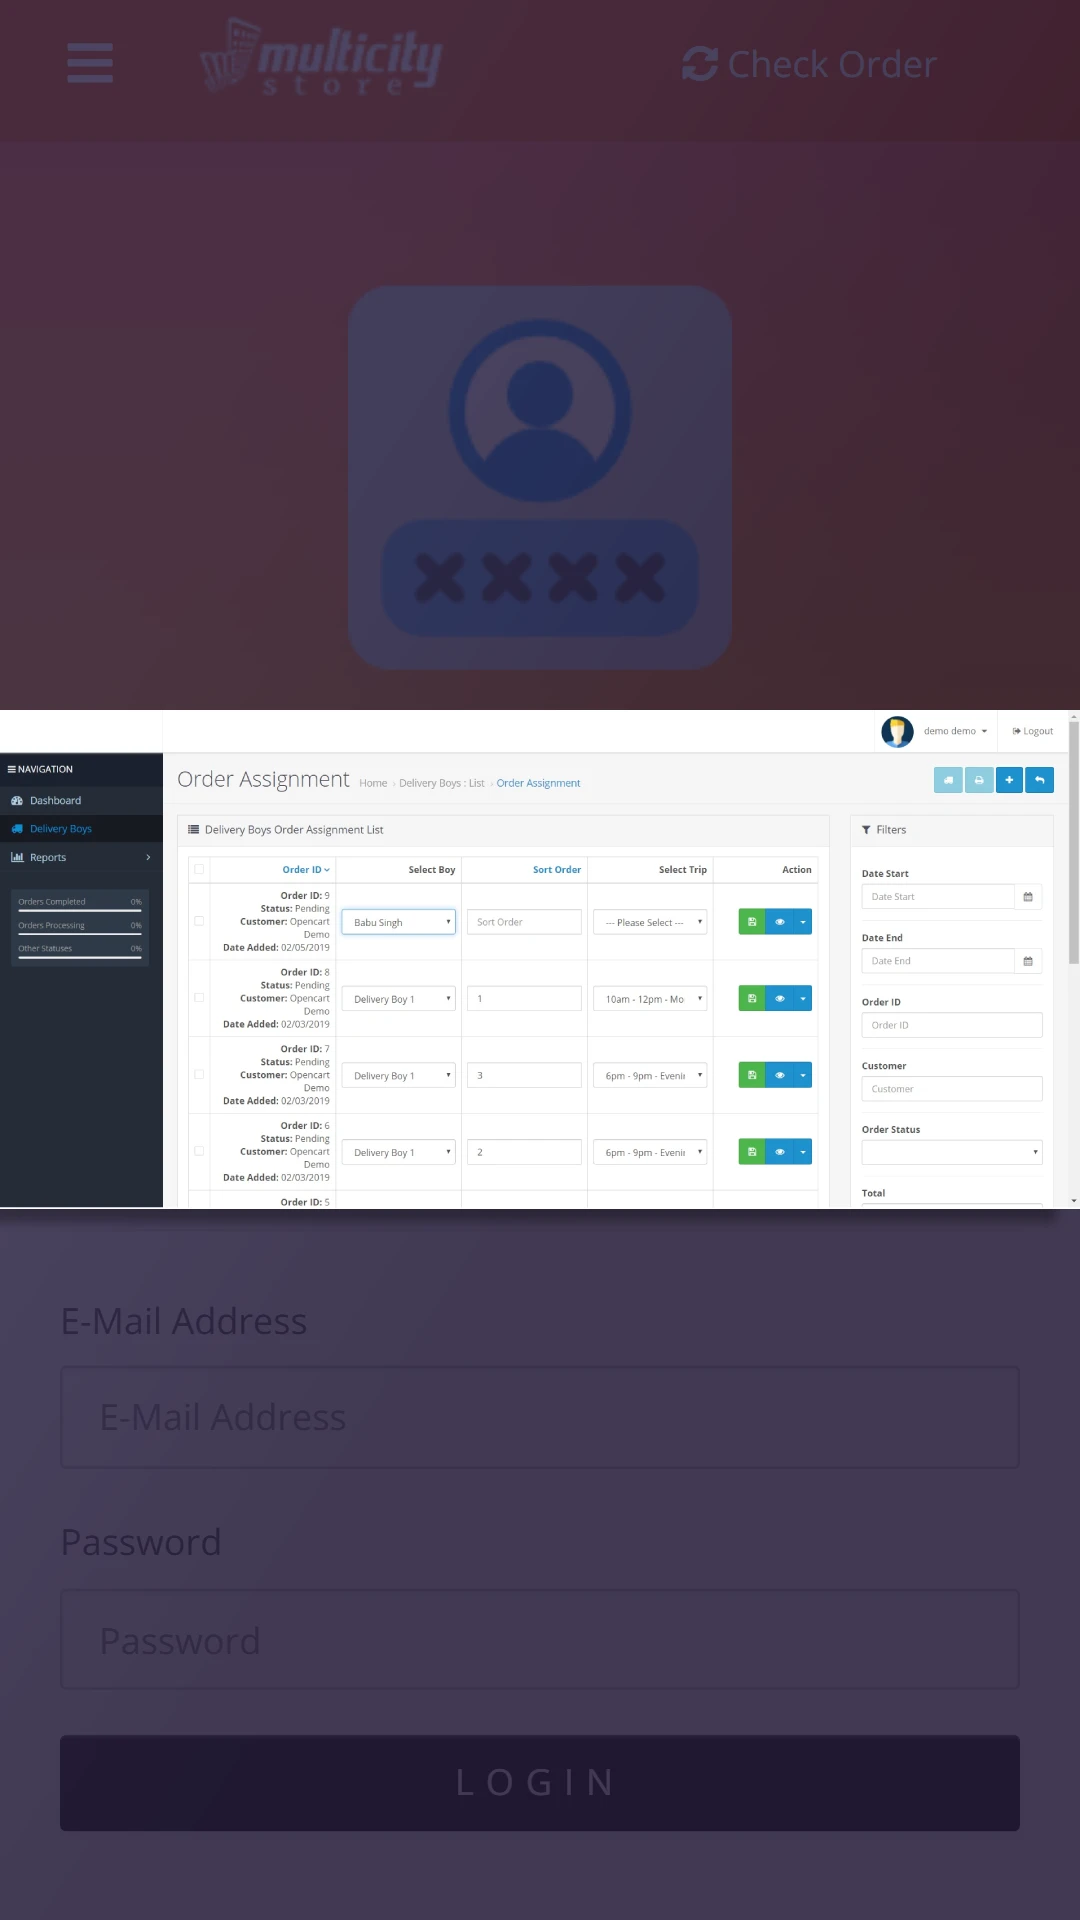 multicity
store
Check Order
demo demo
Logout
NAVIGATION
Dashboard
Delivery Boys
Reports
Orders Completed 0%
Orders Processing 0%
Other Statuses 0%
Order Assignment Home › Delivery Boys : List › Order Assignment
Delivery Boys Order Assignment List
Order ID Select Boy Sort Order Select Trip Action
Order ID: 9
Status: Pending
Customer: Opencart
Demo
Date Added: 02/05/2019
Babu Singh Sort Order --- Please Select ---
Order ID: 8
Status: Pending
Customer: Opencart
Demo
Date Added: 02/03/2019
Delivery Boy 1 1 10am - 12pm - Mo
Order ID: 7
Status: Pending
Customer: Opencart
Demo
Date Added: 02/03/2019
Delivery Boy 1 3 6pm - 9pm - Evenin
Order ID: 6
Status: Pending
Customer: Opencart
Demo
Date Added: 02/03/2019
Delivery Boy 1 2 6pm - 9pm - Evenin
Order ID: 5
Filters
Date Start
Date Start
Date End
Date End
Order ID
Order ID
Customer
Customer
Order Status
Total
E-Mail Address
E-Mail Address
Password
Password
LOGIN